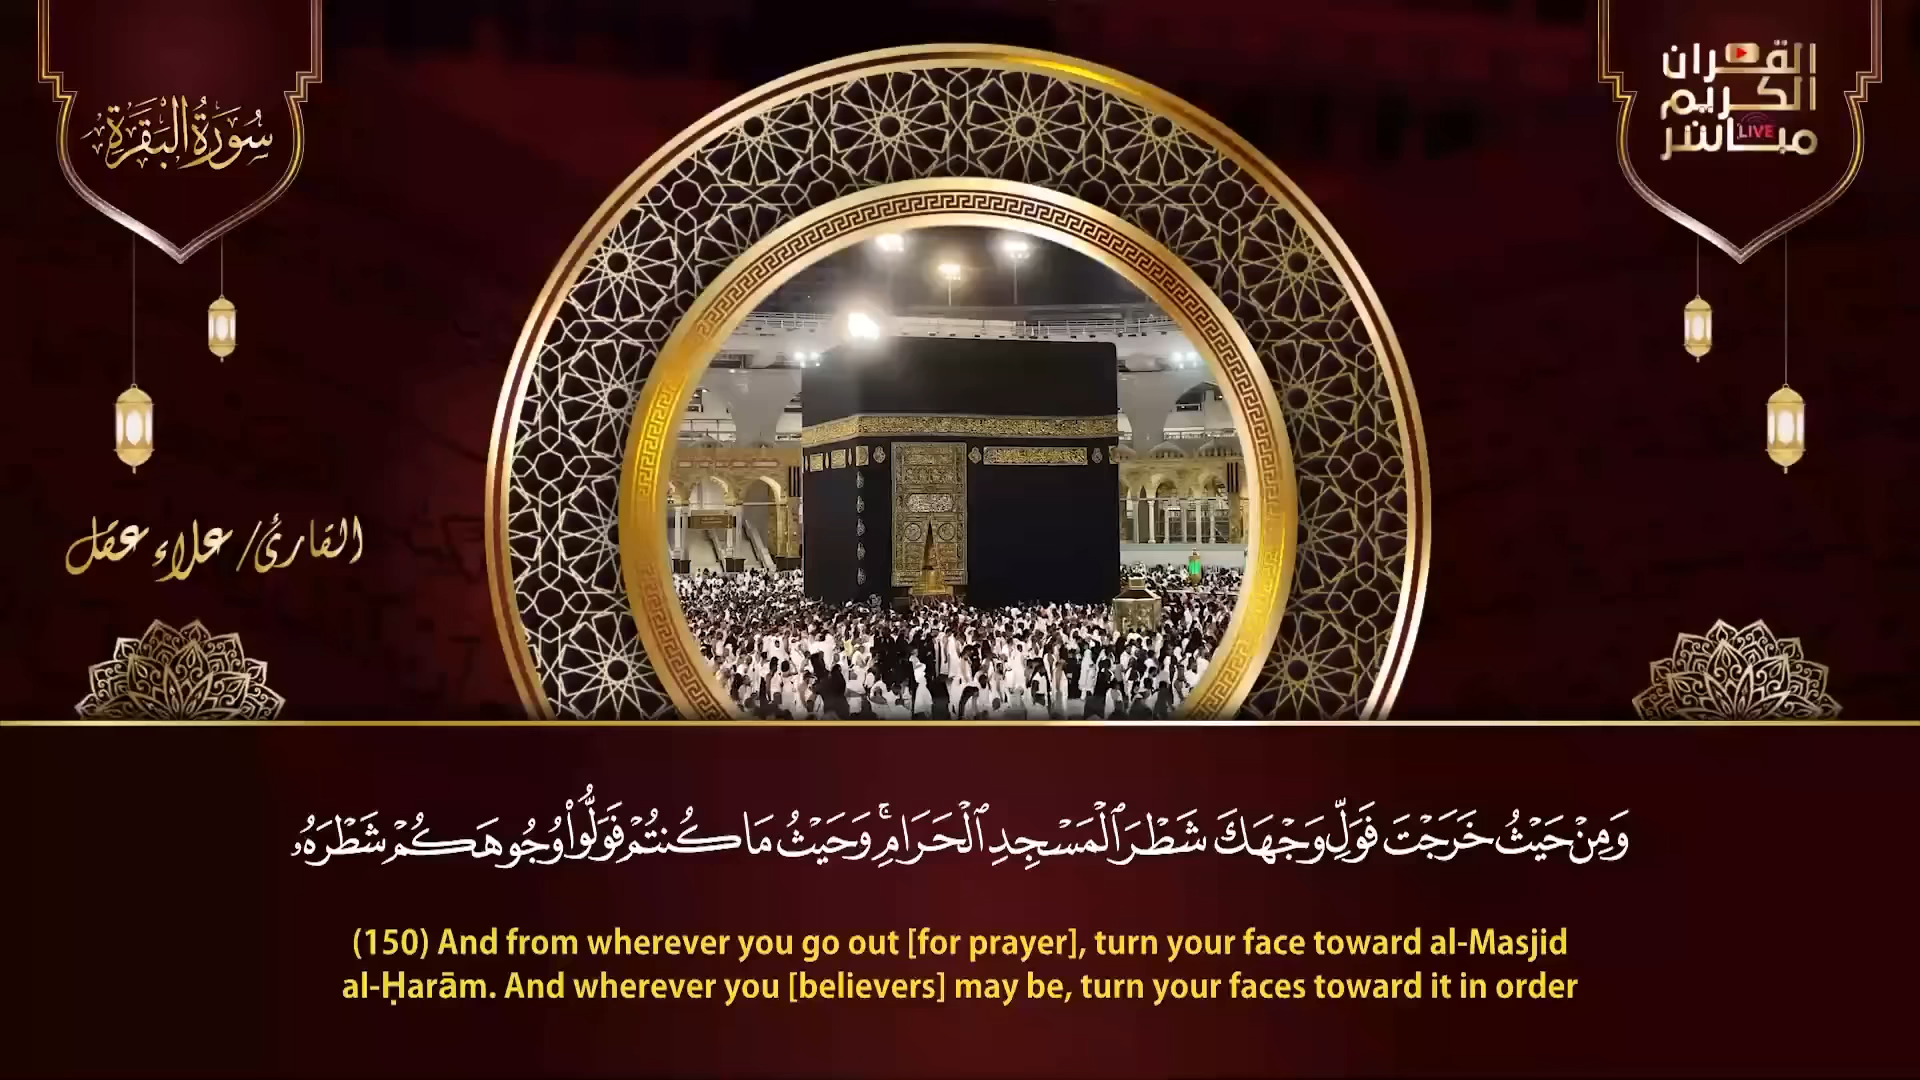 سُورَةُ البَقَرَةِ
القرآن
الكريم
مباشر
LIVE
القارئ/ علاء عقل
وَمِنْ حَيْثُ خَرَجْتَ فَوَلِّ وَجْهَكَ شَطْرَ ٱلْمَسْجِدِ ٱلْحَرَامِ ۚ وَحَيْثُ مَا كُنتُمْ فَوَلُّوا۟ وُجُوهَكُمْ شَطْرَهُۥ
(150) And from wherever you go out [for prayer], turn your face toward al-Masjid
al-Ḥarām. And wherever you [believers] may be, turn your faces toward it in order